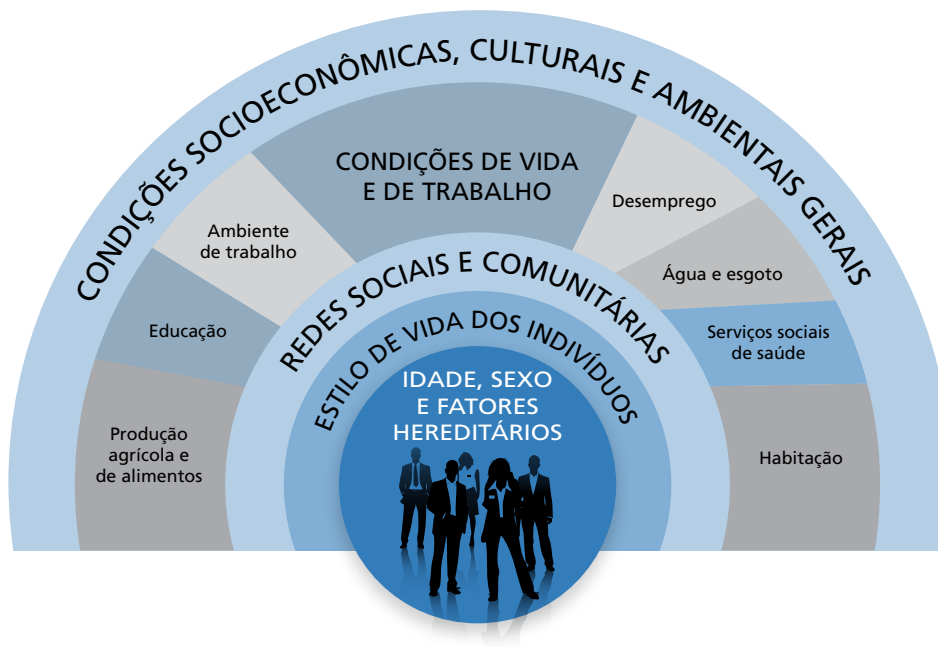 CONDIÇÕES SOCIOECONÔMICAS, CULTURAIS E AMBIENTAIS GERAIS
CONDIÇÕES DE VIDA
E DE TRABALHO
Produção
agrícola e
de alimentos
Educação
Ambiente
de trabalho
Desemprego
Água e esgoto
Serviços sociais
de saúde
Habitação
REDES SOCIAIS E COMUNITÁRIAS
ESTILO DE VIDA DOS INDIVÍDUOS
IDADE, SEXO
E FATORES
HEREDITÁRIOS